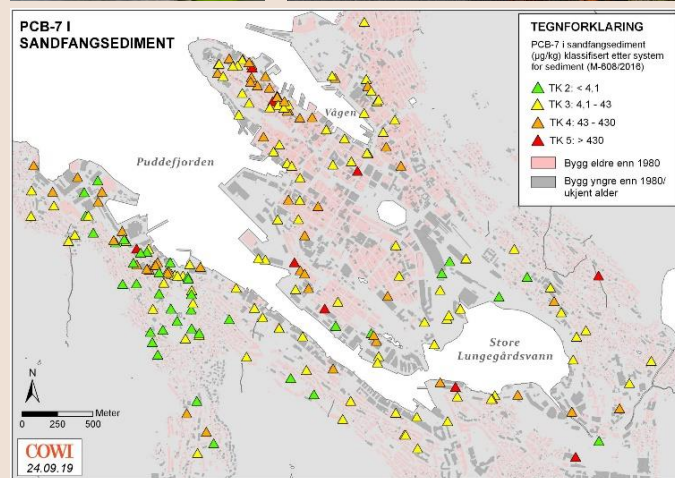 PCB-7 I
SANDFANGSEDIMENT
Vågen
Puddefjorden
Store
Lungegårdsvann
TEGNFORKLARING
PCB-7 i sandfangsediment
(µg/kg) klassifisert etter system
for sediment (M-608/2016)
TK 2: < 4,1
TK 3: 4,1 - 43
TK 4: 43 - 430
TK 5: > 430
Bygg eldre enn 1980
Bygg yngre enn 1980/
ukjent alder
N
Meter
0 250 500
COWI
24.09.19